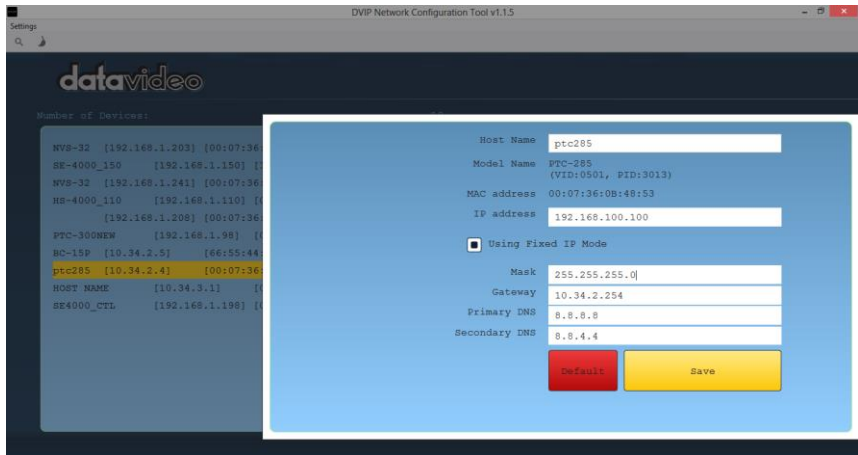 DVIP Network Configuration Tool v1.1.5
Settings
datavideo
Number of Devices:
NVS-32 [192.168.1.203] [00:07:36:
SE-4000_150 [192.168.1.150] [
NVS-32 [192.168.1.241] [00:07:36:
HS-4000_110 [192.168.1.110] [
[192.168.1.208] [00:07:36:
PTC-300NEW [192.168.1.98] [
BC-15P [10.34.2.5] [66:55:44:
ptc285 [10.34.2.4] [00:07:36:
HOST NAME [10.34.3.1] [
SE4000_CTL [192.168.1.198] [
Host Name ptc285
Model Name PTC-285
(VID:0501, PID:3013)
MAC address 00:07:36:0B:48:53
IP address 192.168.100.100
Using Fixed IP Mode
Mask 255.255.255.0
Gateway 10.34.2.254
Primary DNS 8.8.8.8
Secondary DNS 8.8.4.4
Default Save